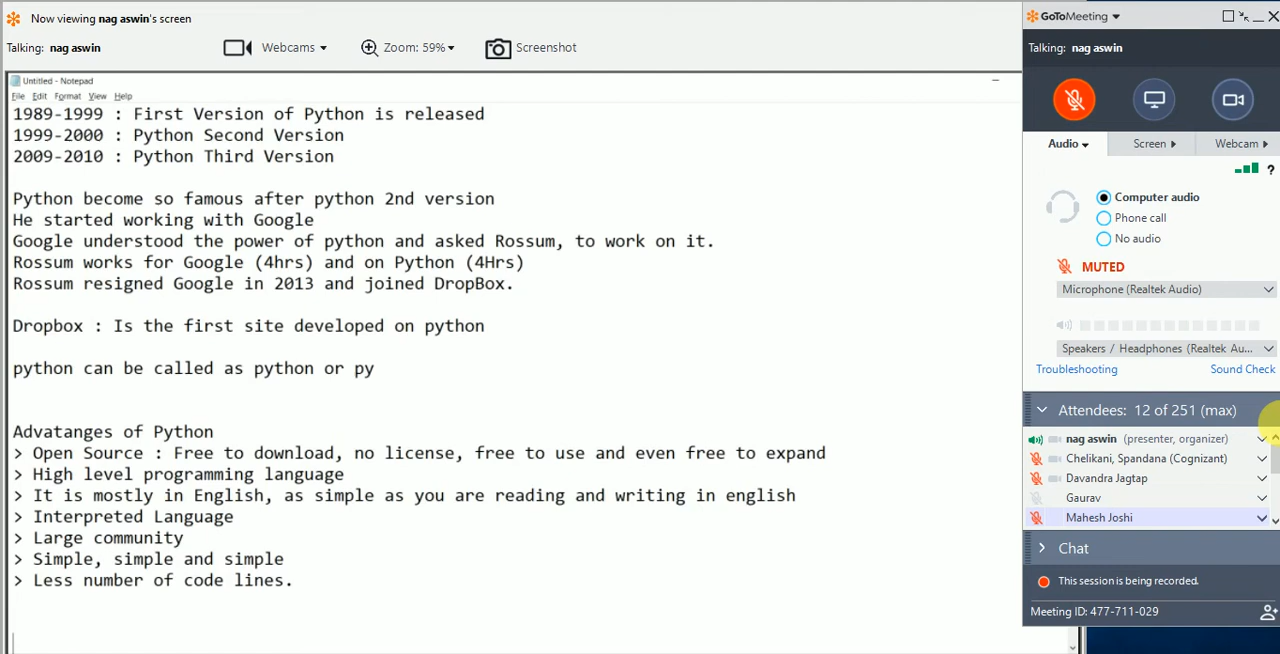 Now viewing nag aswin's screen
Talking: nag aswin
Webcams
Zoom: 59%
Screenshot
Untitled - Notepad
File Edit Format View Help
1989-1999 : First Version of Python is released
1999-2000 : Python Second Version
2009-2010 : Python Third Version
Python become so famous after python 2nd version
He started working with Google
Google understood the power of python and asked Rossum, to work on it.
Rossum works for Google (4hrs) and on Python (4Hrs)
Rossum resigned Google in 2013 and joined DropBox.
Dropbox : Is the first site developed on python
python can be called as python or py
Advatanges of Python
> Open Source : Free to download, no license, free to use and even free to expand
> High level programming language
> It is mostly in English, as simple as you are reading and writing in english
> Interpreted Language
> Large community
> Simple, simple and simple
> Less number of code lines.
GoToMeeting
Talking: nag aswin
Audio Screen Webcam
?
Computer audio
Phone call
No audio
MUTED
Microphone (Realtek Audio)
Speakers / Headphones (Realtek Au...
Troubleshooting Sound Check
Attendees: 12 of 251 (max)
nag aswin (presenter, organizer)
Chelikani, Spandana (Cognizant)
Davandra Jagtap
Gaurav
Mahesh Joshi
Chat
This session is being recorded.
Meeting ID: 477-711-029